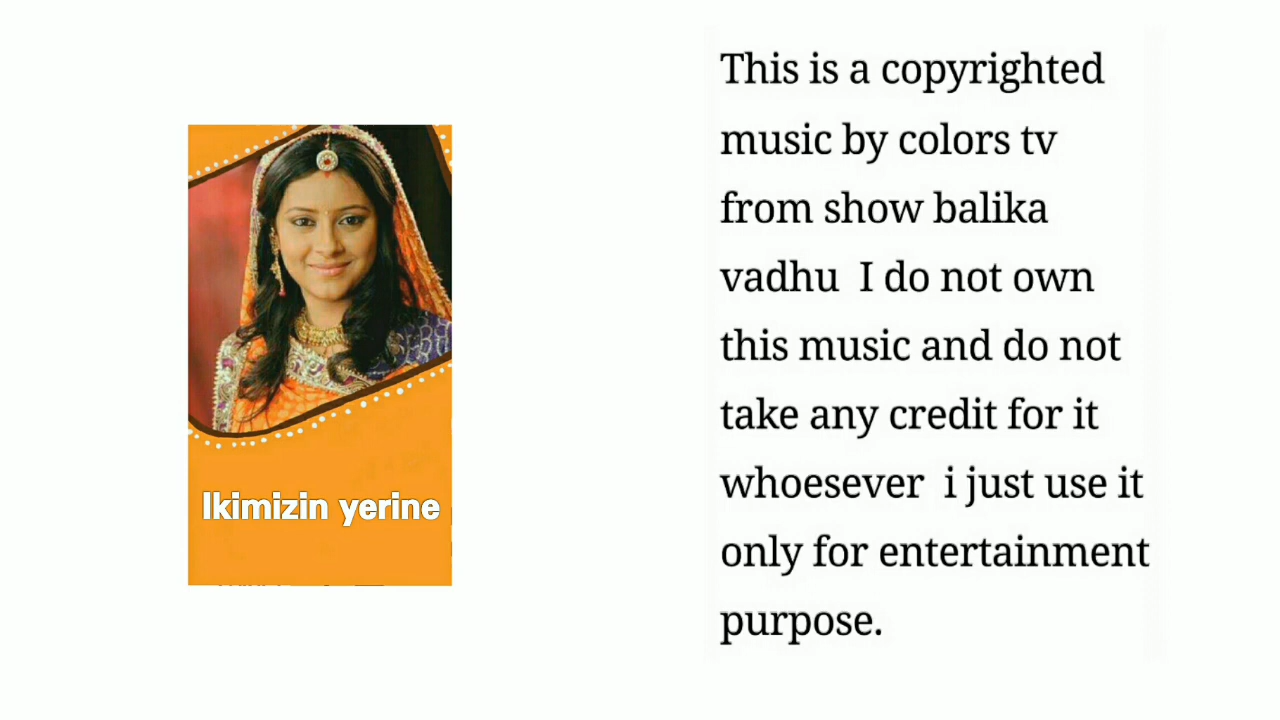 Ikimizin yerine
This is a copyrighted
music by colors tv
from show balika
vadhu I do not own
this music and do not
take any credit for it
whoesever i just use it
only for entertainment
purpose.